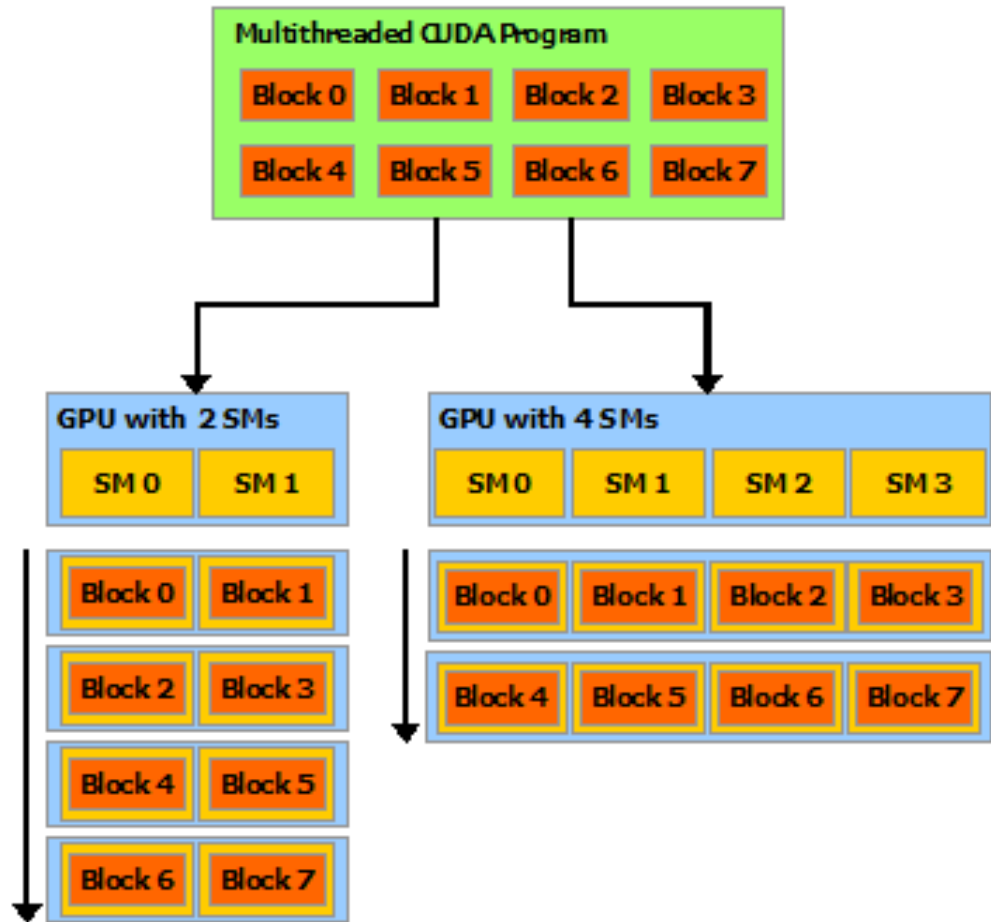 Multithreaded CUDA Program
Block 0 Block 1 Block 2 Block 3
Block 4 Block 5 Block 6 Block 7
GPU with 2 SMs
SM 0 SM 1
Block 0 Block 1
Block 2 Block 3
Block 4 Block 5
Block 6 Block 7
GPU with 4 SMs
SM 0 SM 1 SM 2 SM 3
Block 0 Block 1 Block 2 Block 3
Block 4 Block 5 Block 6 Block 7